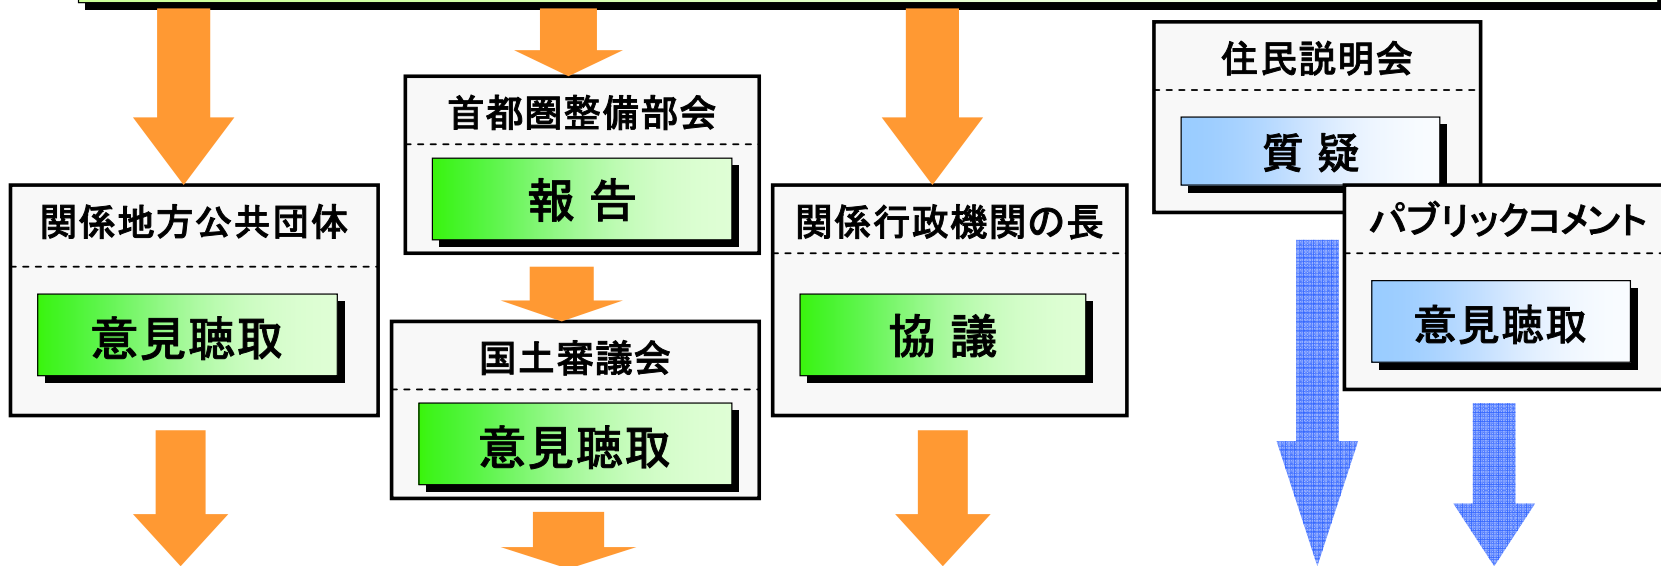 関係地方公共団体
意見聴取
首都圏整備部会
報 告
国土審議会
意見聴取
関係行政機関の長
協 議
住民説明会
質 疑
パブリックコメント
意見聴取